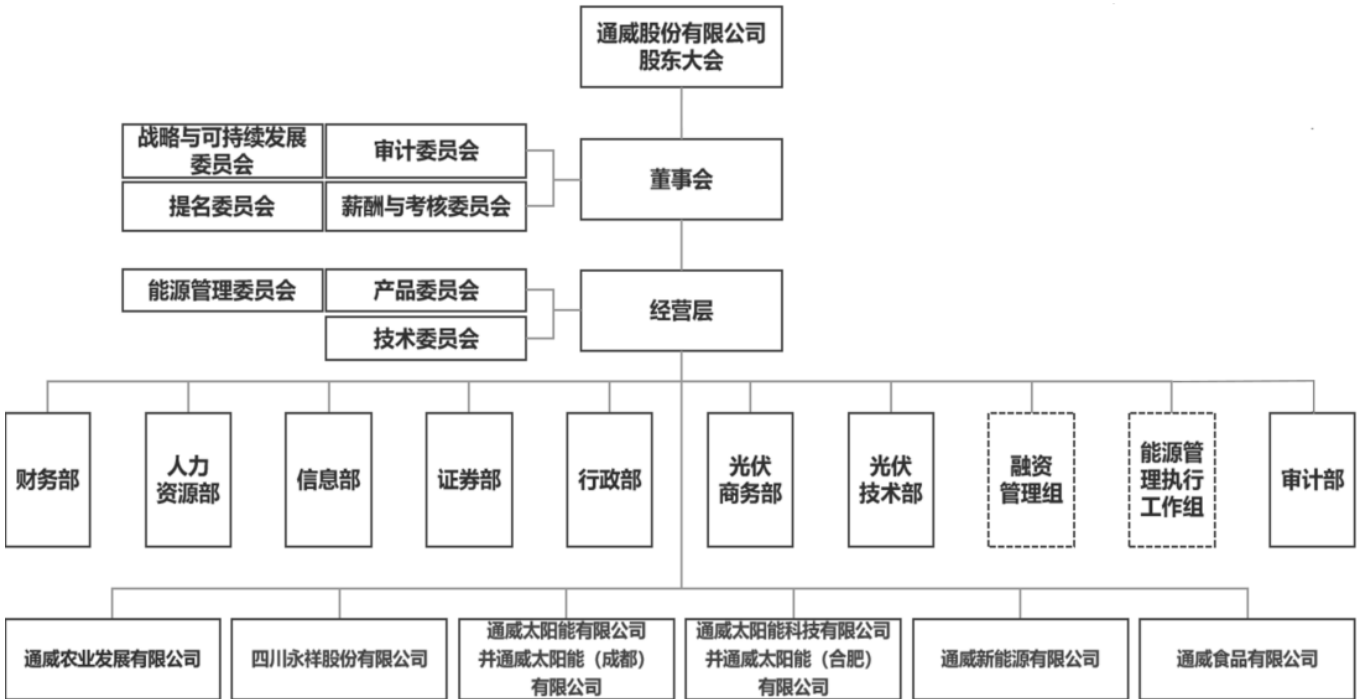 通威股份有限公司
股东大会
战略与可持续发展
委员会
审计委员会
董事会
提名委员会
薪酬与考核委员会
能源管理委员会
产品委员会
经营层
技术委员会
财务部
人力
资源部
信息部
证券部
行政部
光伏
商务部
光伏
技术部
融资
管理组
能源管
理执行
工作组
审计部
通威农业发展有限公司
四川永祥股份有限公司
通威太阳能有限公司
并通威太阳能（成都）
有限公司
通威太阳能科技有限公司
并通威太阳能（合肥）
有限公司
通威新能源有限公司
通威食品有限公司